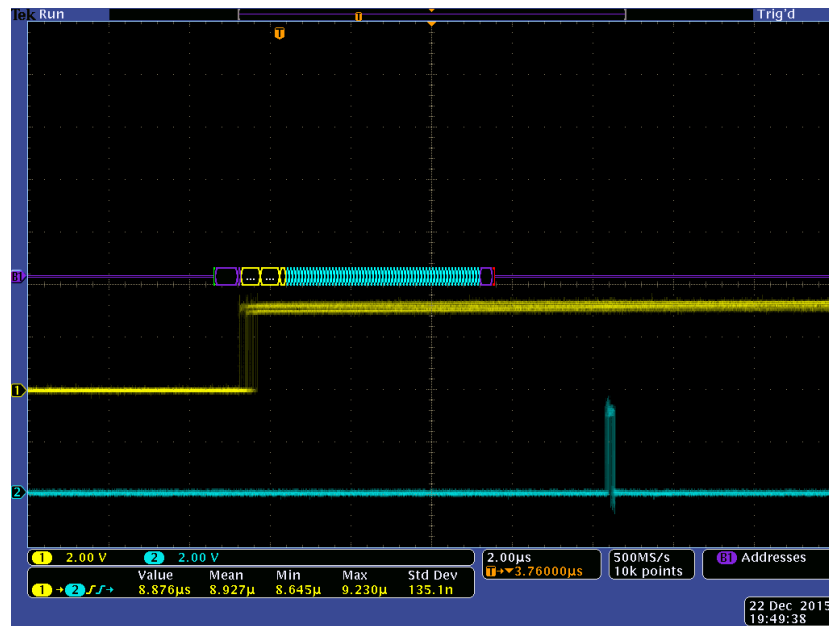 Tek Run Trig'd
T
T
B1
... ...
1
2
1 2.00 V 2 2.00 V
2.00µs
T→▼3.76000µs
500MS/s
10k points
B1 Addresses
Value Mean Min Max Std Dev
1 → 2 8.876µs 8.927µ 8.645µ 9.230µ 135.1n
22 Dec 2015
19:49:38